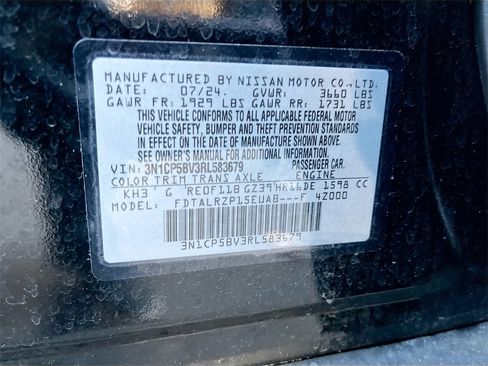 MANUFACTURED BY NISSAN MOTOR CO.,LTD.
DATE: 07/24 GVWR: 3660 LBS
GAWR FR: 1929 LBS GAWR RR: 1731 LBS
THIS VEHICLE CONFORMS TO ALL APPLICABLE FEDERAL MOTOR
VEHICLE SAFETY, BUMPER AND THEFT PREVENTION STANDARDS
IN EFFECT ON THE DATE OF MANUFACTURE SHOWN ABOVE.
SEE OWNER'S MANUAL FOR ADDITIONAL INFORMATION
VIN: 3N1CP5BV3RL583679 PASSENGER CAR
COLOR TRIM TRANS AXLE ENGINE
KH3 G RE0F11B GZ39 HR16DE 1598 CC
FDTALRZP15EUAB---F 4Z000
3N1CP5BV3RL583679